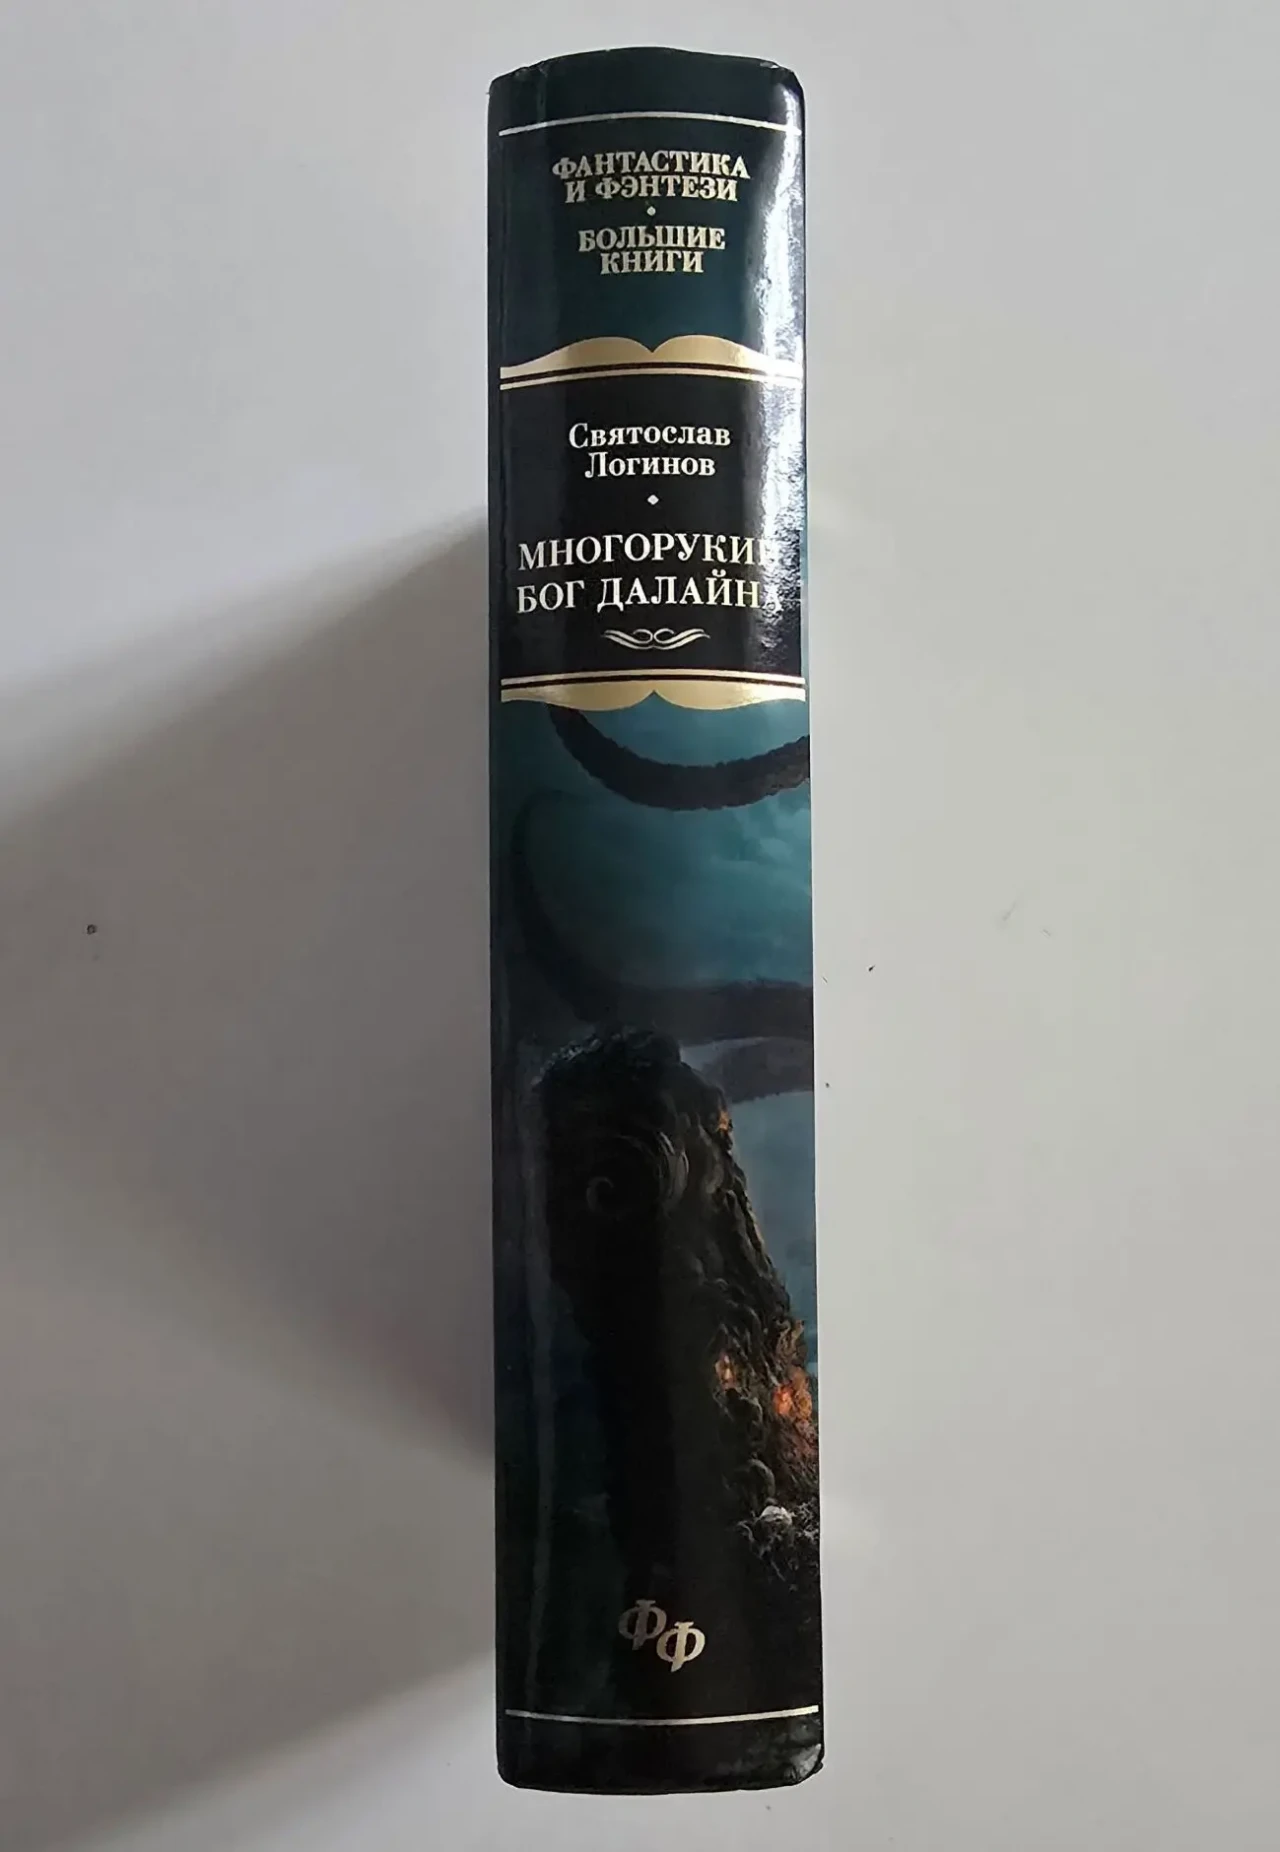 ФАНТАСТИКА
И ФЭНТЕЗИ
БОЛЬШИЕ
КНИГИ
Святослав
Логинов
МНОГОРУКИЙ
БОГ ДАЛАЙНА
ФФ